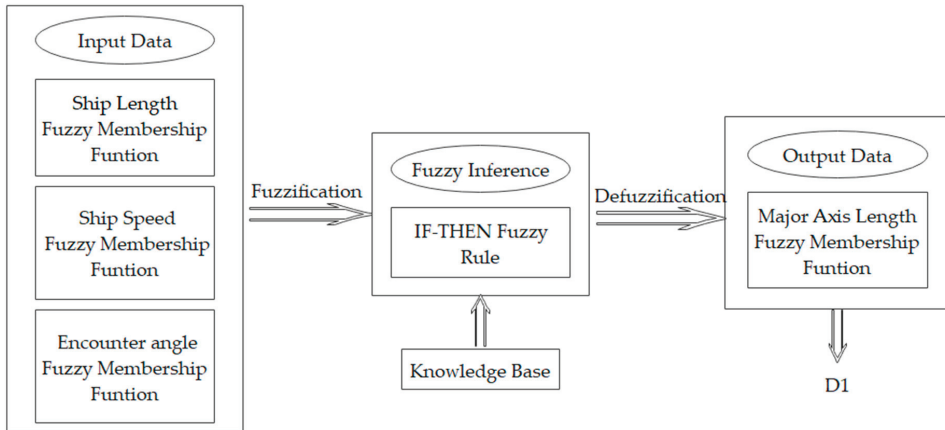 Input Data
Ship Length
Fuzzy Membership
Funtion
Ship Speed
Fuzzy Membership
Funtion
Encounter angle
Fuzzy Membership
Funtion
Fuzzification
Fuzzy Inference
IF-THEN Fuzzy
Rule
Knowledge Base
Defuzzification
Output Data
Major Axis Length
Fuzzy Membership
Funtion
D1